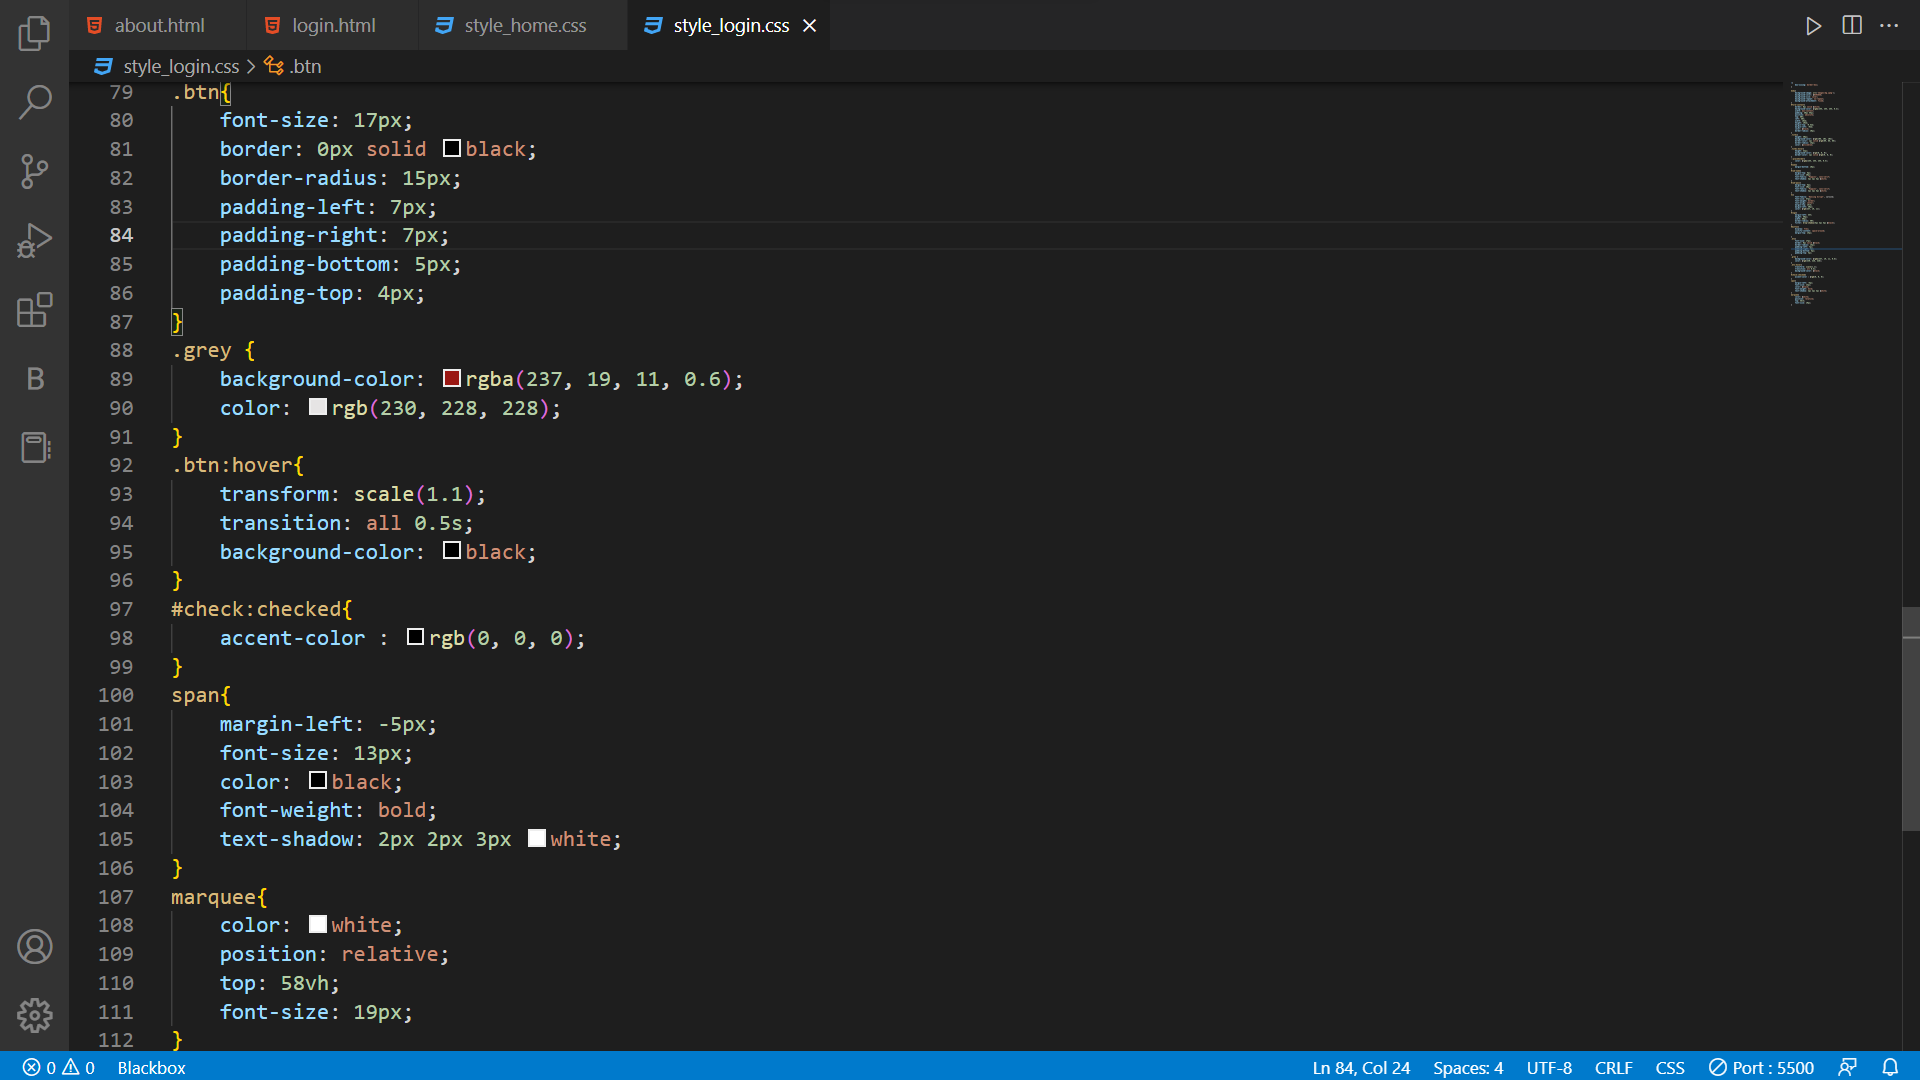 about.html
login.html
style_home.css
style_login.css
style_login.css > .btn
79 .btn{
80 font-size: 17px;
81 border: 0px solid black;
82 border-radius: 15px;
83 padding-left: 7px;
84 padding-right: 7px;
85 padding-bottom: 5px;
86 padding-top: 4px;
87 }
88 .grey {
89 background-color: rgba(237, 19, 11, 0.6);
90 color: rgb(230, 228, 228);
91 }
92 .btn:hover{
93 transform: scale(1.1);
94 transition: all 0.5s;
95 background-color: black;
96 }
97 #check:checked{
98 accent-color : rgb(0, 0, 0);
99 }
100 span{
101 margin-left: -5px;
102 font-size: 13px;
103 color: black;
104 font-weight: bold;
105 text-shadow: 2px 2px 3px white;
106 }
107 marquee{
108 color: white;
109 position: relative;
110 top: 58vh;
111 font-size: 19px;
112 }
B
0 0 Blackbox Ln 84, Col 24 Spaces: 4 UTF-8 CRLF CSS Port : 5500